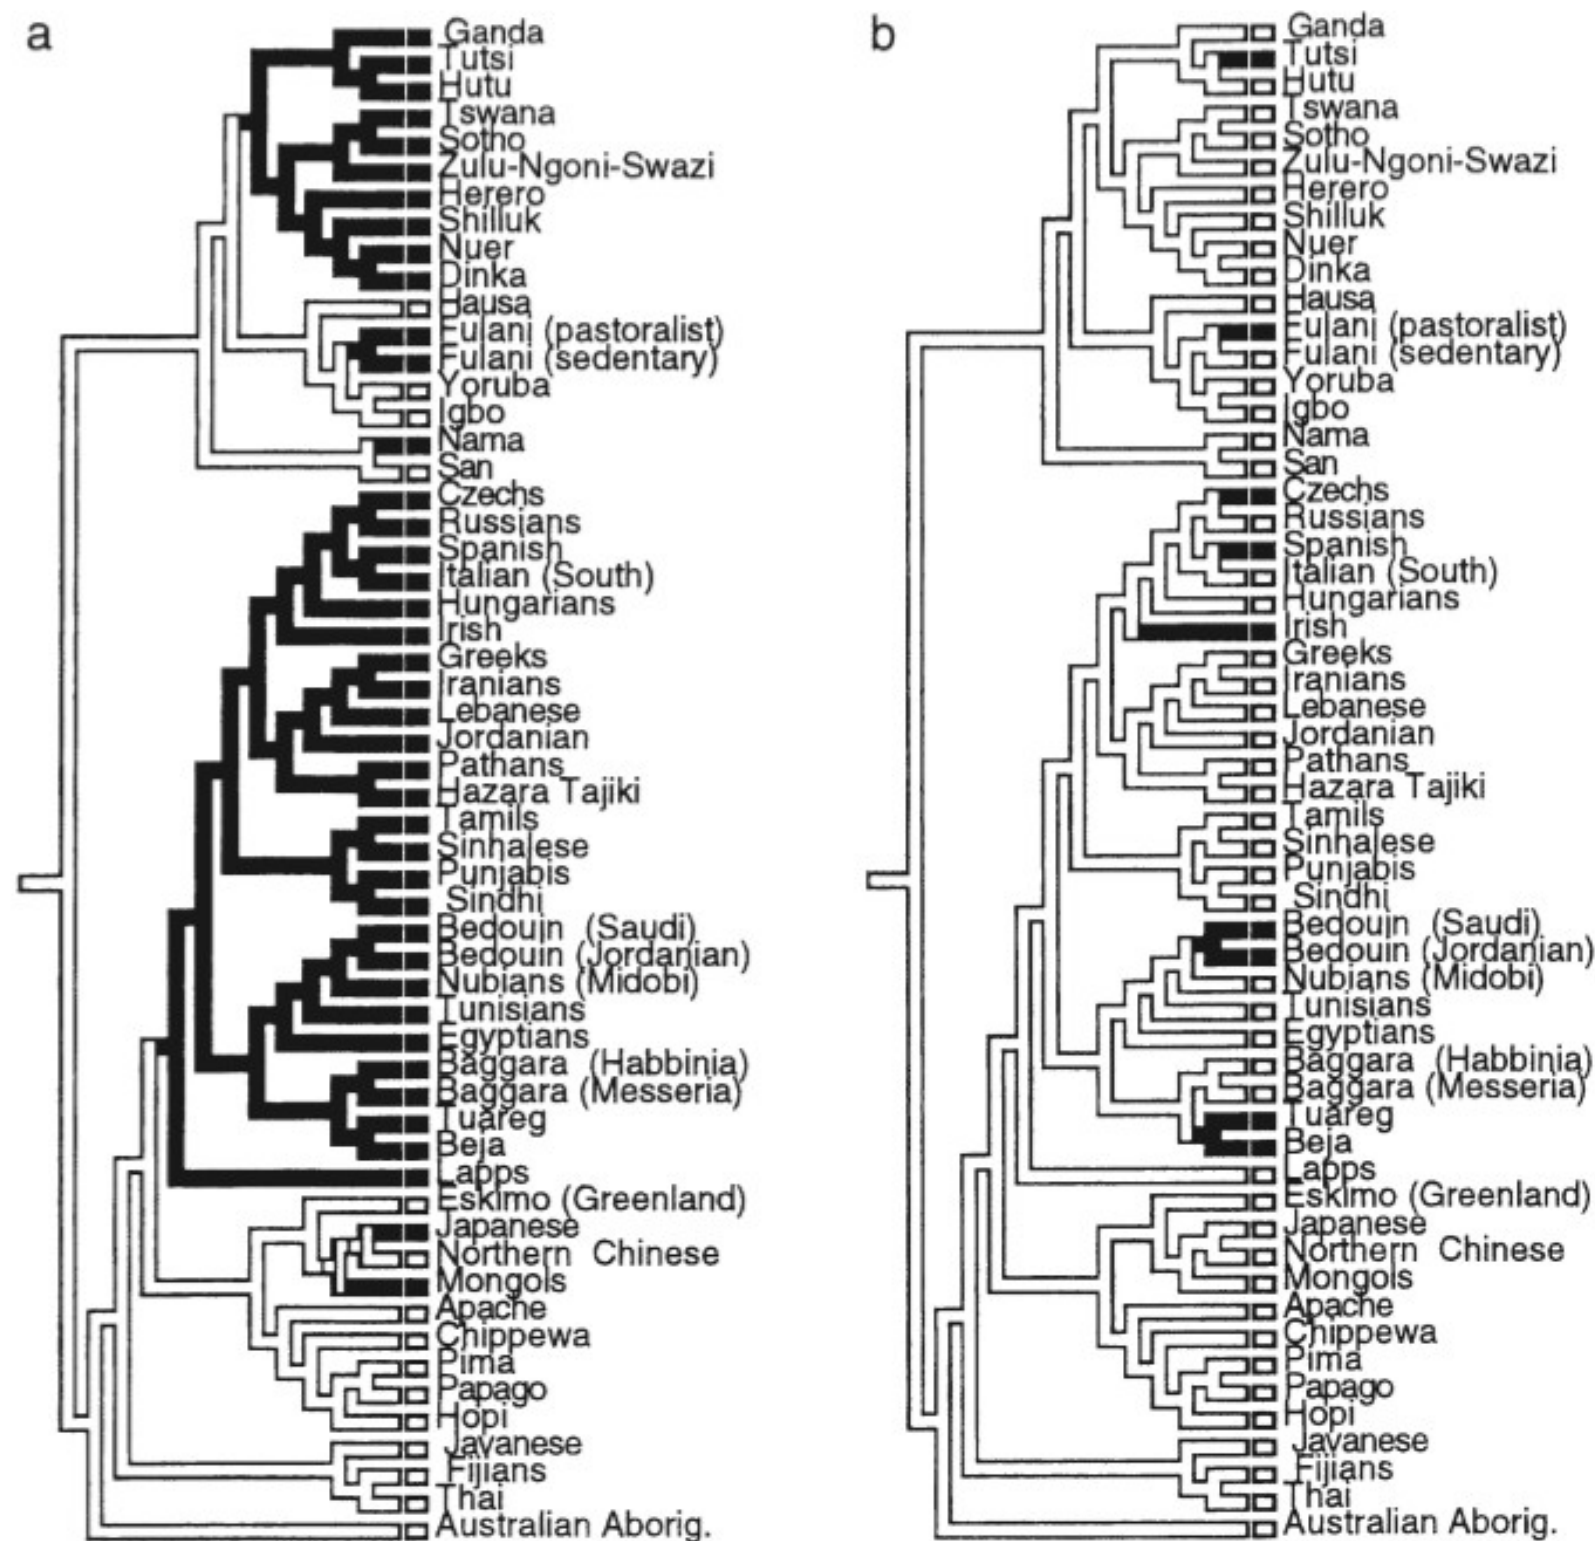 a
Ganda
Tutsi
Hutu
Tswana
Sotho
Zulu-Ngoni-Swazi
Herero
Shilluk
Nuer
Dinka
Hausa
Fulani (pastoralist)
Fulani (sedentary)
Yoruba
Igbo
Nama
San
Czechs
Russians
Spanish
Italian (South)
Hungarians
Irish
Greeks
Iranians
Lebanese
Jordanian
Pathans
Hazara Tajiki
Tamils
Sinhalese
Punjabis
Sindhi
Bedouin (Saudi)
Bedouin (Jordanian)
Nubians (Midobi)
Tunisians
Egyptians
Baggara (Habbinia)
Baggara (Messeria)
Tuareg
Beja
Lapps
Eskimo (Greenland)
Japanese
Northern Chinese
Mongols
Apache
Chippewa
Pima
Papago
Hopi
Javanese
Fijians
Thai
Australian Aborig.
b
Ganda
Tutsi
Hutu
Tswana
Sotho
Zulu-Ngoni-Swazi
Herero
Shilluk
Nuer
Dinka
Hausa
Fulani (pastoralist)
Fulani (sedentary)
Yoruba
Igbo
Nama
San
Czechs
Russians
Spanish
Italian (South)
Hungarians
Irish
Greeks
Iranians
Lebanese
Jordanian
Pathans
Hazara Tajiki
Tamils
Sinhalese
Punjabis
Sindhi
Bedouin (Saudi)
Bedouin (Jordanian)
Nubians (Midobi)
Tunisians
Egyptians
Baggara (Habbinia)
Baggara (Messeria)
Tuareg
Beja
Lapps
Eskimo (Greenland)
Japanese
Northern Chinese
Mongols
Apache
Chippewa
Pima
Papago
Hopi
Javanese
Fijians
Thai
Australian Aborig.